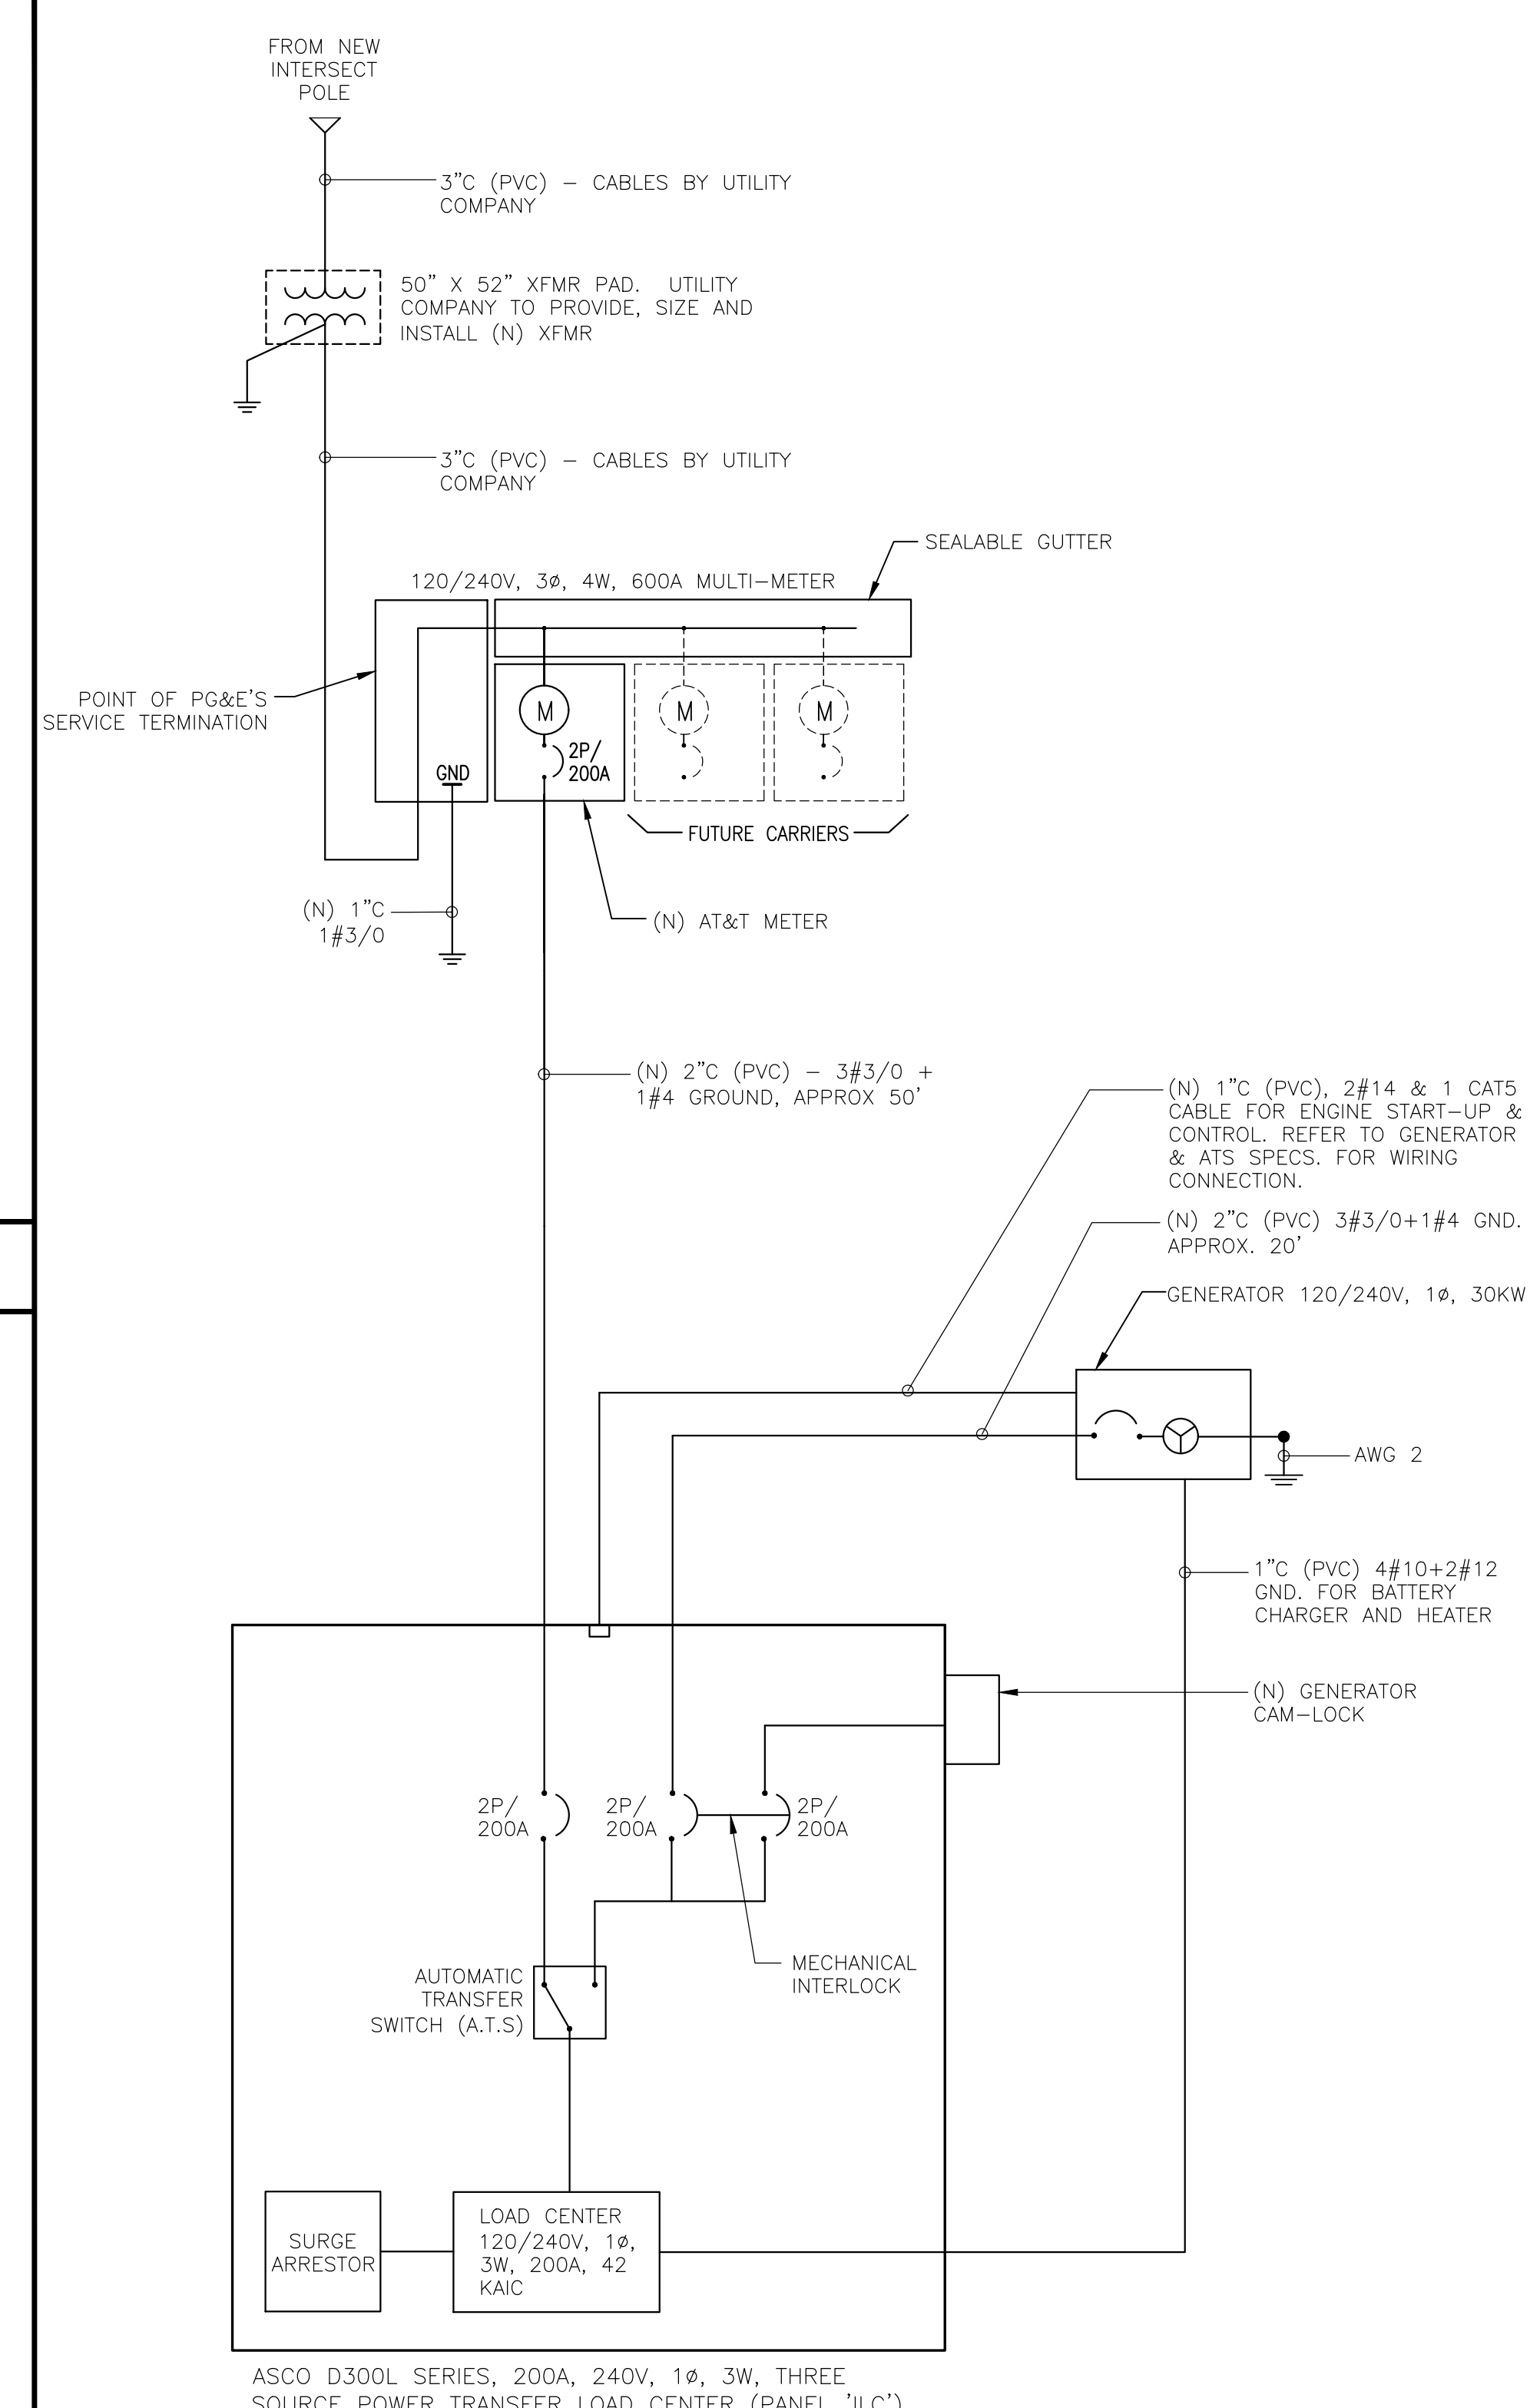 FROM NEW
INTERSECT
POLE
3"C (PVC) – CABLES BY UTILITY
COMPANY
50" X 52" XFMR PAD. UTILITY
COMPANY TO PROVIDE, SIZE AND
INSTALL (N) XFMR
3"C (PVC) – CABLES BY UTILITY
COMPANY
SEALABLE GUTTER
120/240V, 3ø, 4W, 600A MULTI–METER
POINT OF PG&E'S
SERVICE TERMINATION
M
M
M
2P/
200A
GND
FUTURE CARRIERS
(N) 1"C
1#3/0
(N) AT&T METER
(N) 2"C (PVC) – 3#3/0 +
1#4 GROUND, APPROX 50'
(N) 1"C (PVC), 2#14 & 1 CAT5
CABLE FOR ENGINE START–UP &
CONTROL. REFER TO GENERATOR
& ATS SPECS. FOR WIRING
CONNECTION.
(N) 2"C (PVC) 3#3/0+1#4 GND.
APPROX. 20'
GENERATOR 120/240V, 1ø, 30KW
AWG 2
1"C (PVC) 4#10+2#12
GND. FOR BATTERY
CHARGER AND HEATER
(N) GENERATOR
CAM–LOCK
2P/
200A
2P/
200A
2P/
200A
MECHANICAL
INTERLOCK
AUTOMATIC
TRANSFER
SWITCH (A.T.S)
SURGE
ARRESTOR
LOAD CENTER
120/240V, 1ø,
3W, 200A, 42
KAIC
ASCO D300L SERIES, 200A, 240V, 1ø, 3W, THREE
SOURCE POWER TRANSFER LOAD CENTER (PANEL 'ILC')